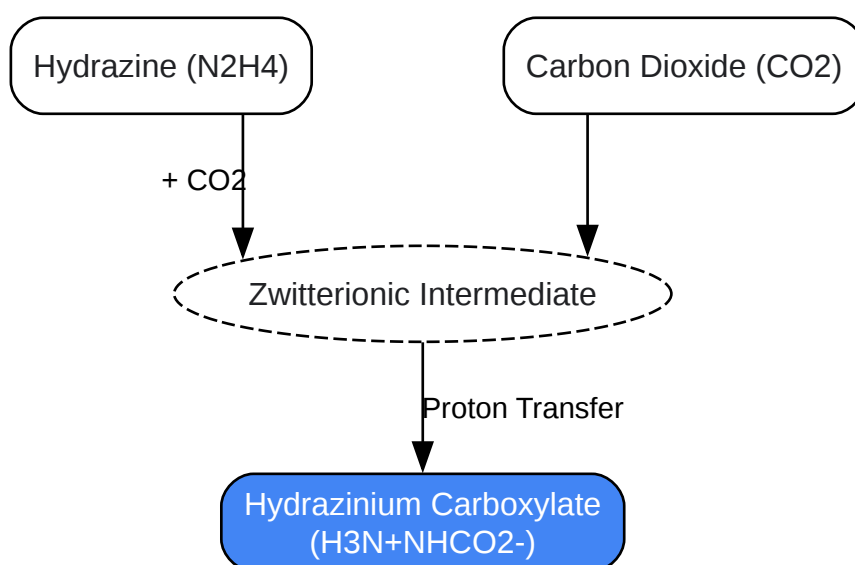 Hydrazine (N2H4)
Carbon Dioxide (CO2)
+ CO2
Zwitterionic Intermediate
Proton Transfer
Hydrazinium Carboxylate
(H3N+NHCO2-)